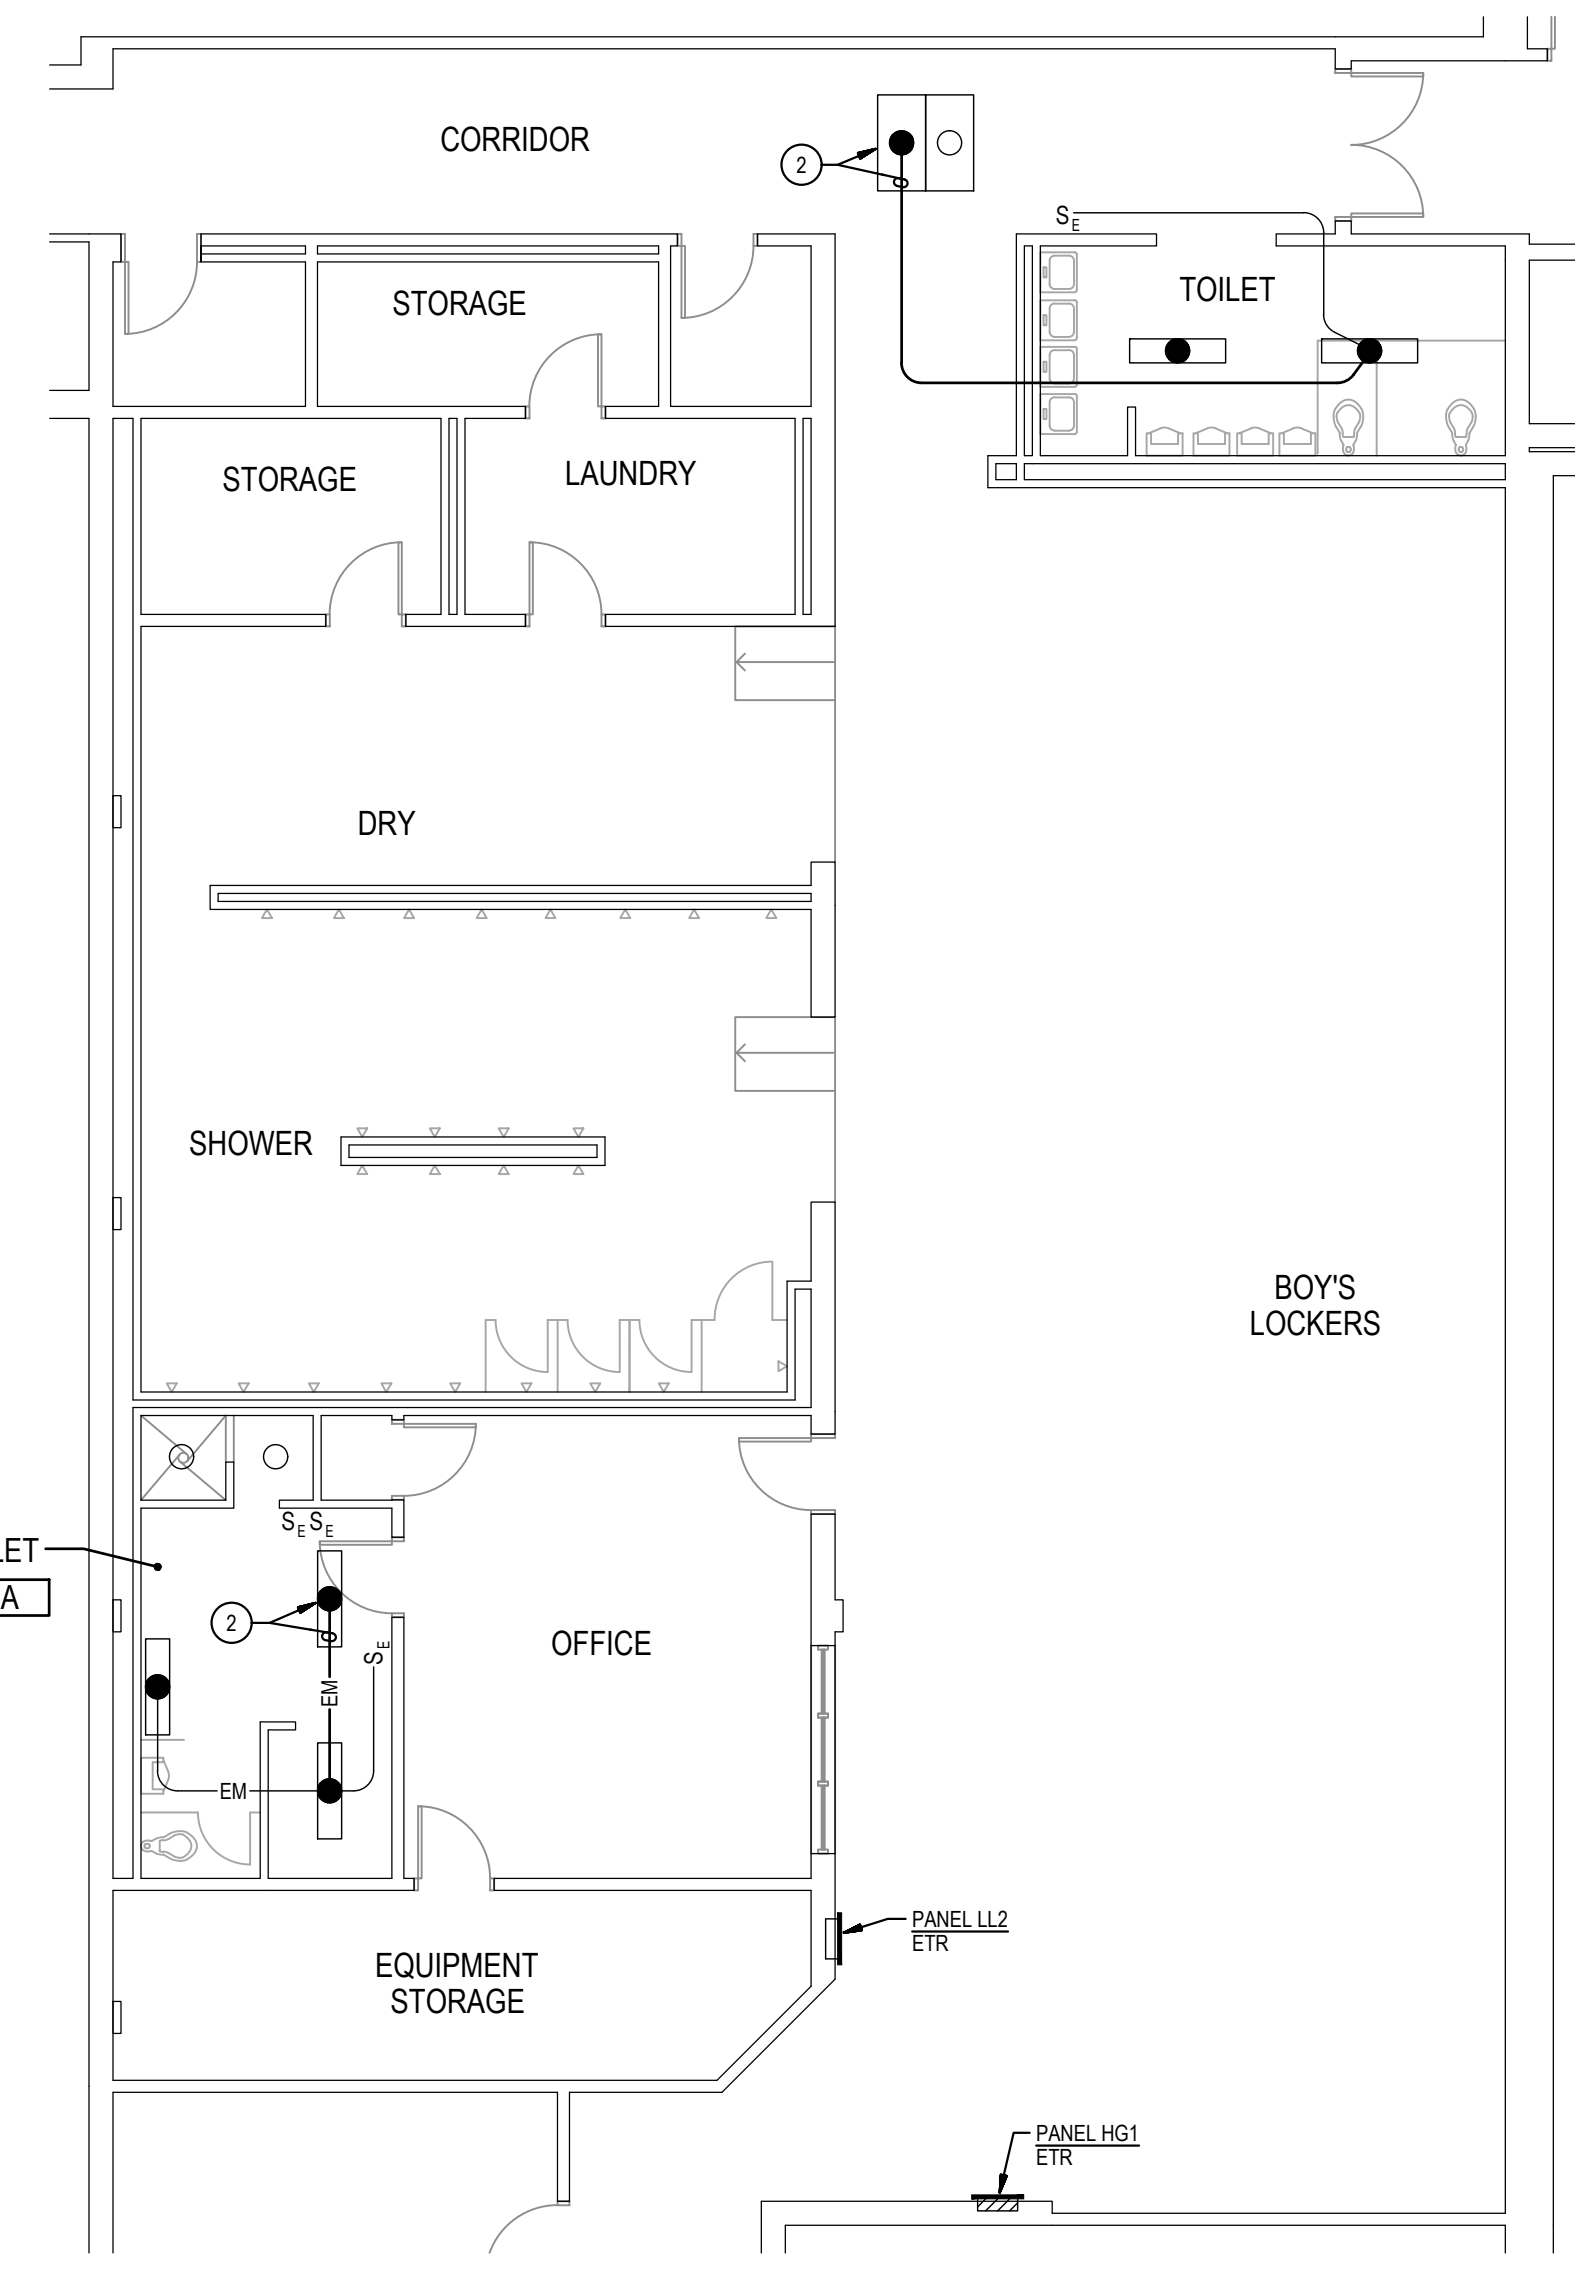 CORRIDOR
2
S E
TOILET
STORAGE
STORAGE
LAUNDRY
DRY
SHOWER
BOY'S
LOCKERS
S E S E
LET
A
2
S E
OFFICE
EM
EM
PANEL LL2
ETR
EQUIPMENT
STORAGE
PANEL HG1
ETR